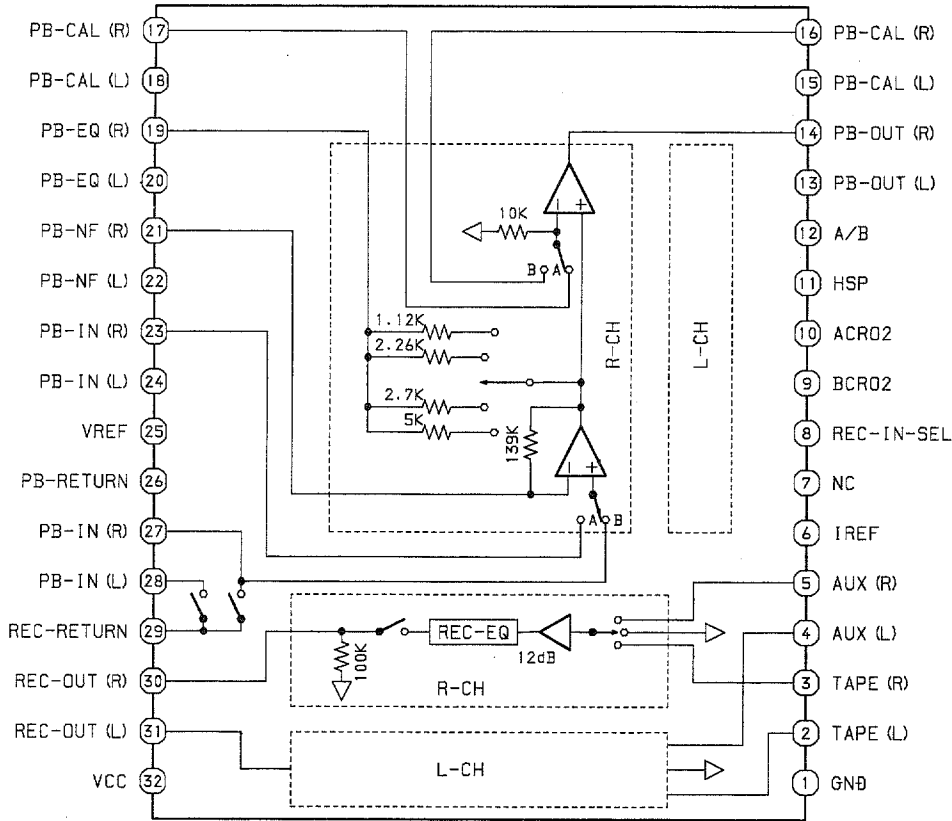 PB-CAL (R) 17
PB-CAL (L) 18
PB-EQ (R) 19
PB-EQ (L) 20
PB-NF (R) 21
PB-NF (L) 22
PB-IN (R) 23
PB-IN (L) 24
VREF 25
PB-RETURN 26
PB-IN (R) 27
PB-IN (L) 28
REC-RETURN 29
REC-OUT (R) 30
REC-OUT (L) 31
VCC 32
16 PB-CAL (R)
15 PB-CAL (L)
14 PB-OUT (R)
13 PB-OUT (L)
12 A/B
11 HSP
10 ACRO2
9 BCRO2
8 REC-IN-SEL
7 NC
6 IREF
5 AUX (R)
4 AUX (L)
3 TAPE (R)
2 TAPE (L)
1 GND
- +
10K
B A
1.12K
2.26K
2.7K
5K
139K
- +
A B
R-CH
L-CH
REC-EQ
12dB
100K
R-CH
L-CH